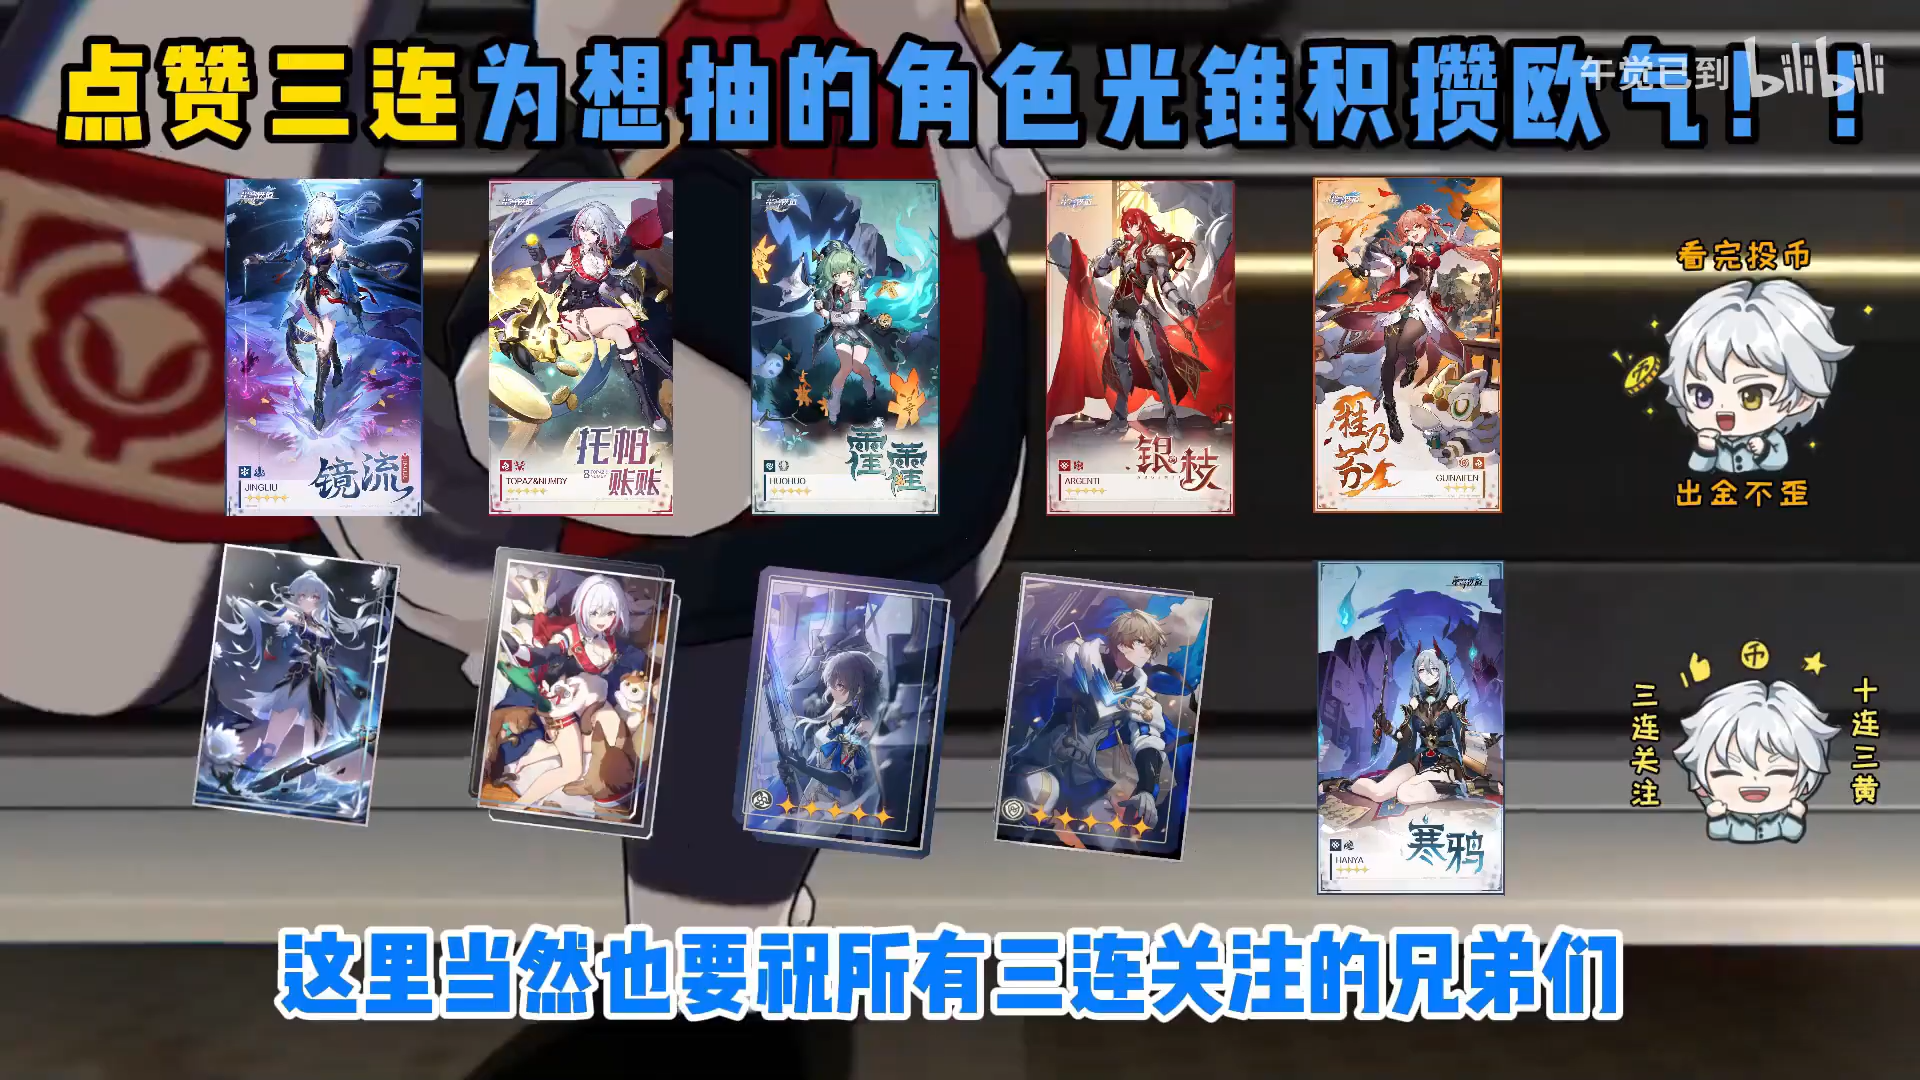 点赞三连为想抽的角色光锥积攒欧气！！
午觉已到 bilibili
镜流
JINGLIU
托帕&账账
TOPAZ&NUMBY
藿藿
HUOHUO
银枝
ARGENTI
桂乃芬
GUINAIFEN
看完投币
出金不歪
寒鸦
HANYA
三连关注
十连三黄
这里当然也要祝所有三连关注的兄弟们